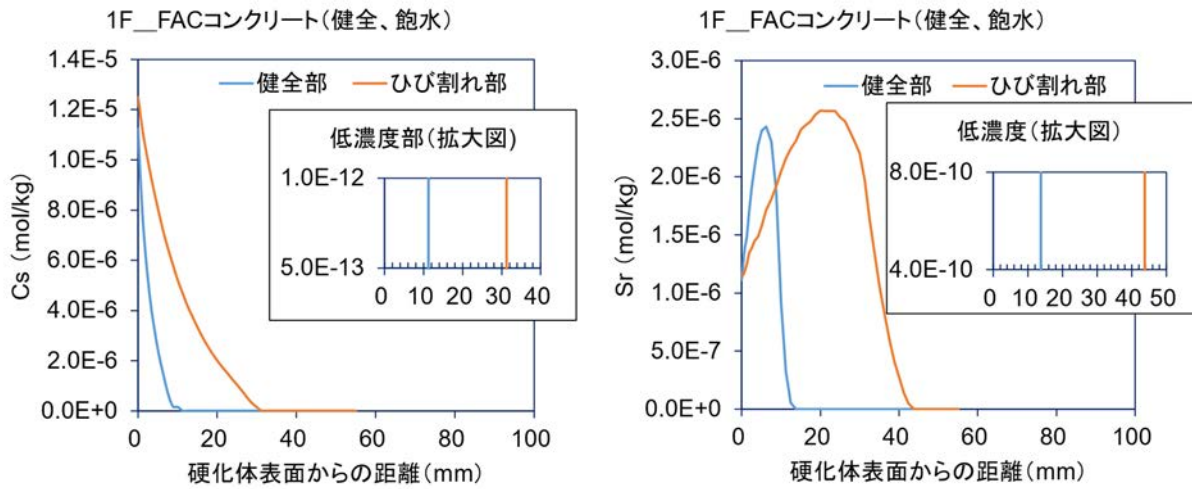 1F__FACコンクリート(健全、飽水)
1.4E-5
1.2E-5
1.0E-5
8.0E-6
6.0E-6
4.0E-6
2.0E-6
0.0E+0
Cs (mol/kg)
健全部 ひび割れ部
低濃度部(拡大図)
1.0E-12
5.0E-13
0 10 20 30 40
0 20 40 60 80 100
硬化体表面からの距離(mm)
1F__FACコンクリート(健全、飽水)
3.0E-6
2.5E-6
2.0E-6
1.5E-6
1.0E-6
5.0E-7
0.0E+0
Sr (mol/kg)
健全部 ひび割れ部
低濃度(拡大図)
8.0E-10
4.0E-10
0 10 20 30 40 50
0 20 40 60 80 100
硬化体表面からの距離(mm)